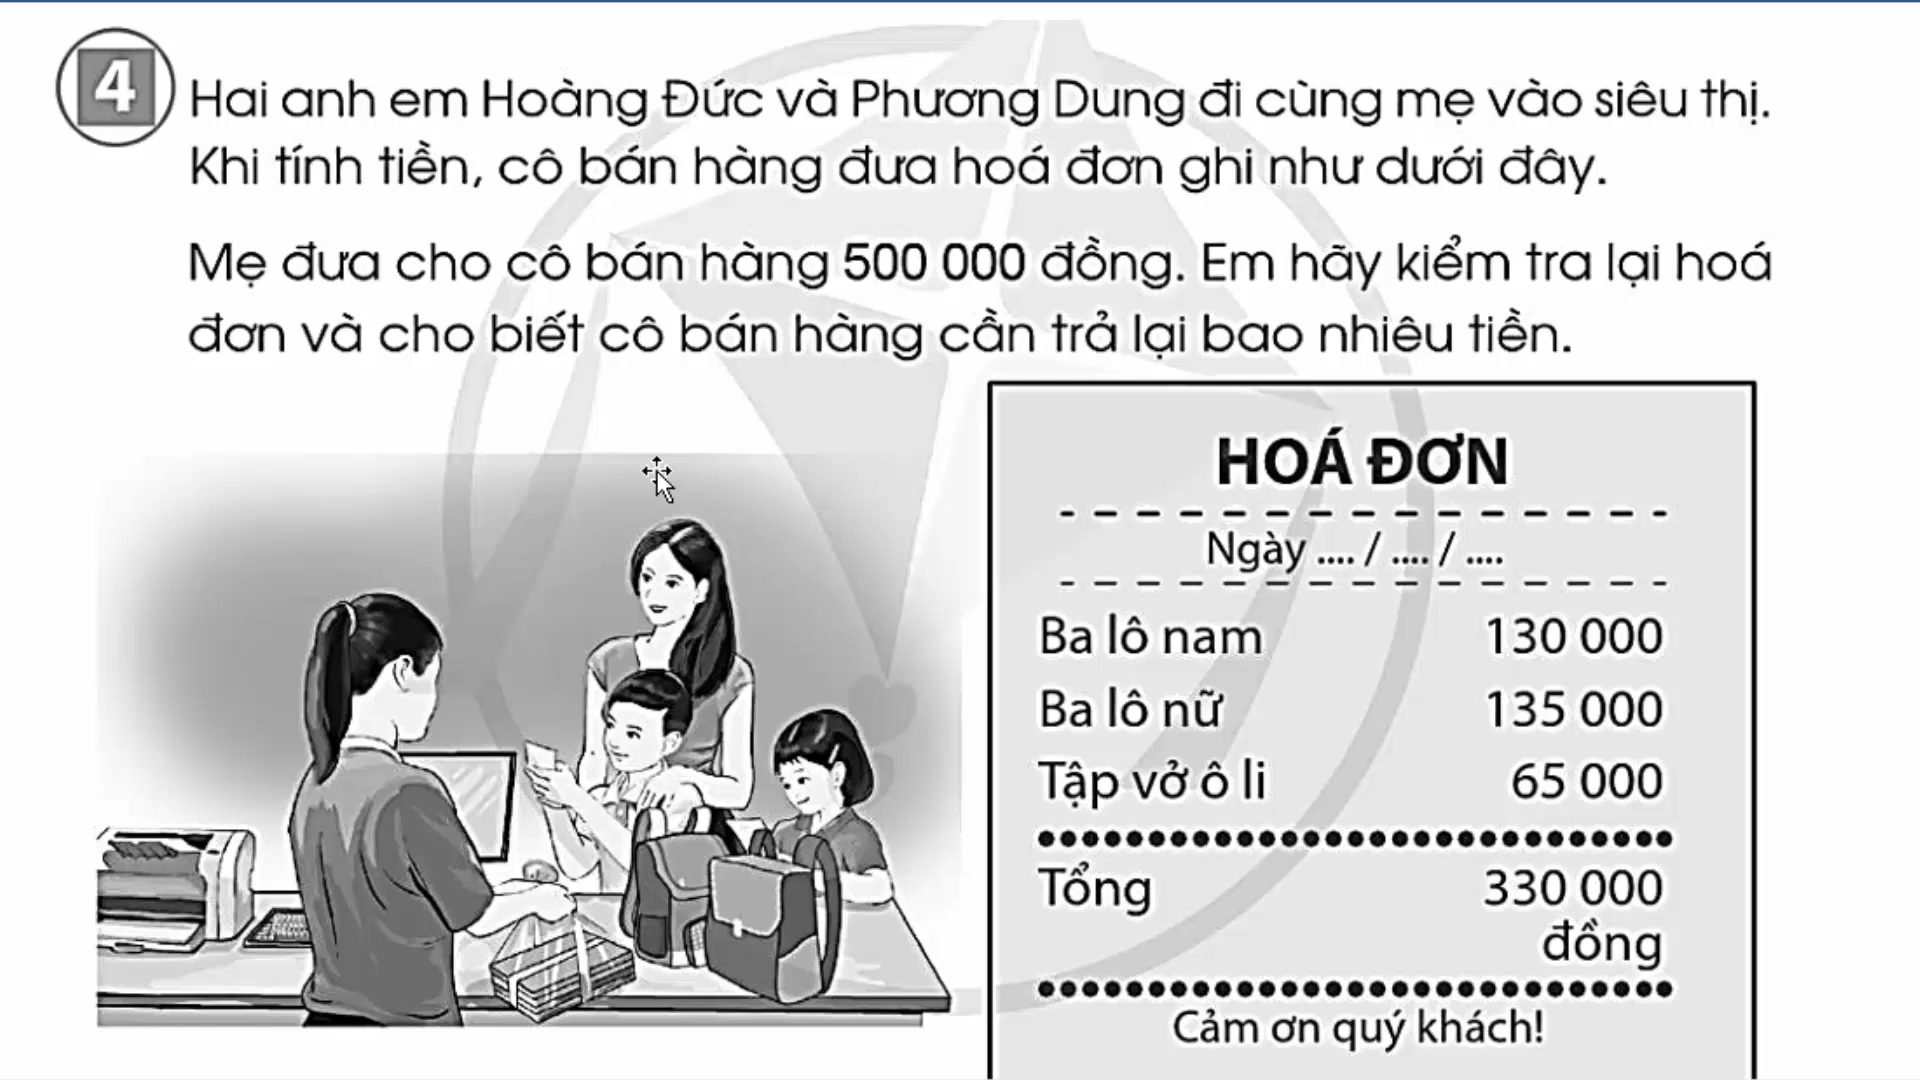 4
Hai anh em Hoàng Đức và Phương Dung đi cùng mẹ vào siêu thị.
Khi tính tiền, cô bán hàng đưa hoá đơn ghi như dưới đây.
Mẹ đưa cho cô bán hàng 500 000 đồng. Em hãy kiểm tra lại hoá
đơn và cho biết cô bán hàng cần trả lại bao nhiêu tiền.
HOÁ ĐƠN
Ngày .... / .... / ....
Ba lô nam 130 000
Ba lô nữ 135 000
Tập vở ô li 65 000
Tổng 330 000
đồng
Cảm ơn quý khách!